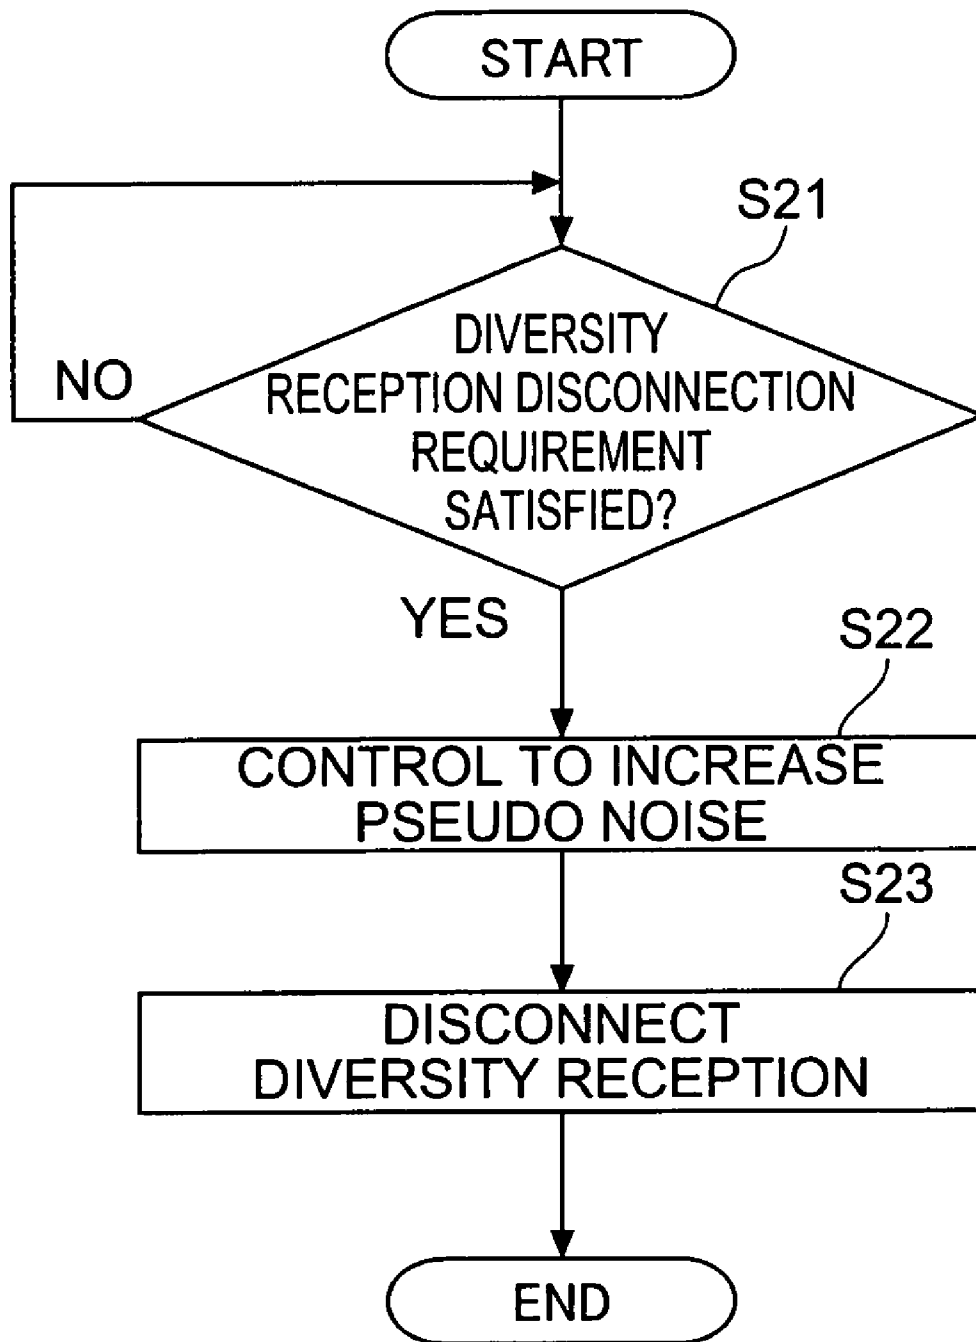 START
S21
DIVERSITY
RECEPTION DISCONNECTION
REQUIREMENT
SATISFIED?
NO
YES
S22
CONTROL TO INCREASE
PSEUDO NOISE
S23
DISCONNECT
DIVERSITY RECEPTION
END